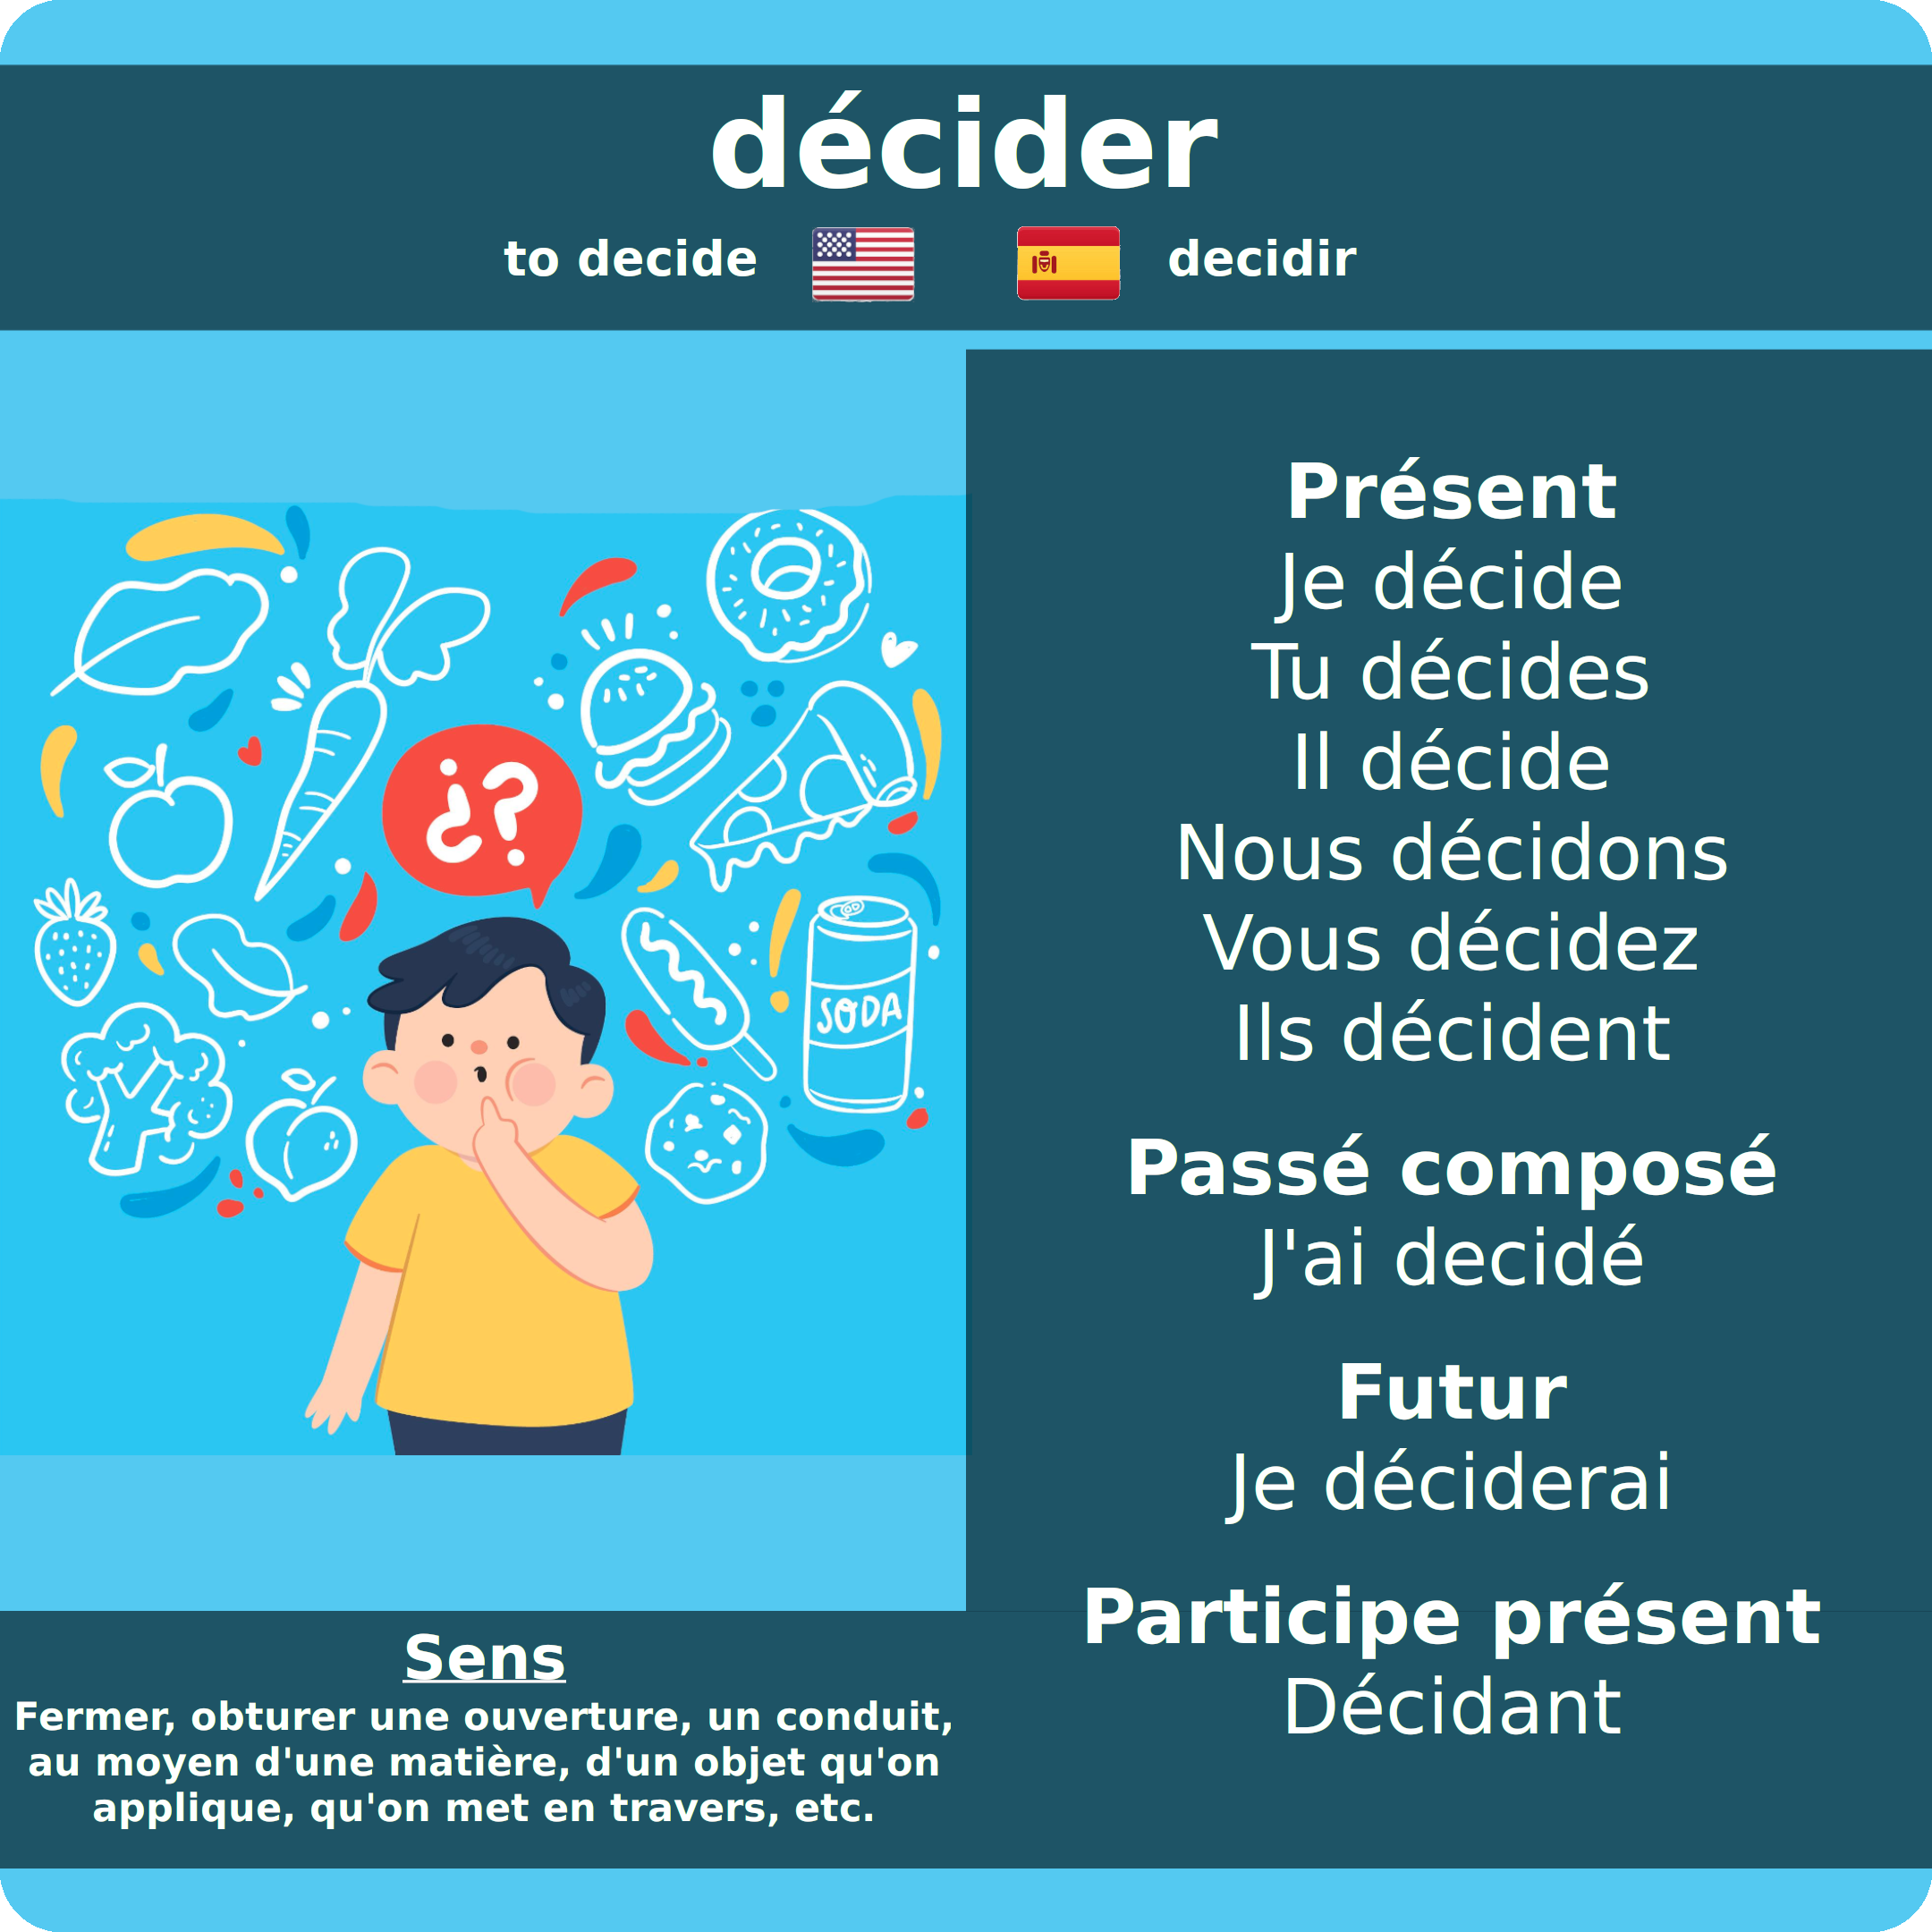 décider
to decide decidir
¿?
SODA
Sens
Fermer, obturer une ouverture, un conduit,
au moyen d'une matière, d'un objet qu'on
applique, qu'on met en travers, etc.
Présent
Je décide
Tu décides
Il décide
Nous décidons
Vous décidez
Ils décident
Passé composé
J'ai decidé
Futur
Je déciderai
Participe présent
Décidant